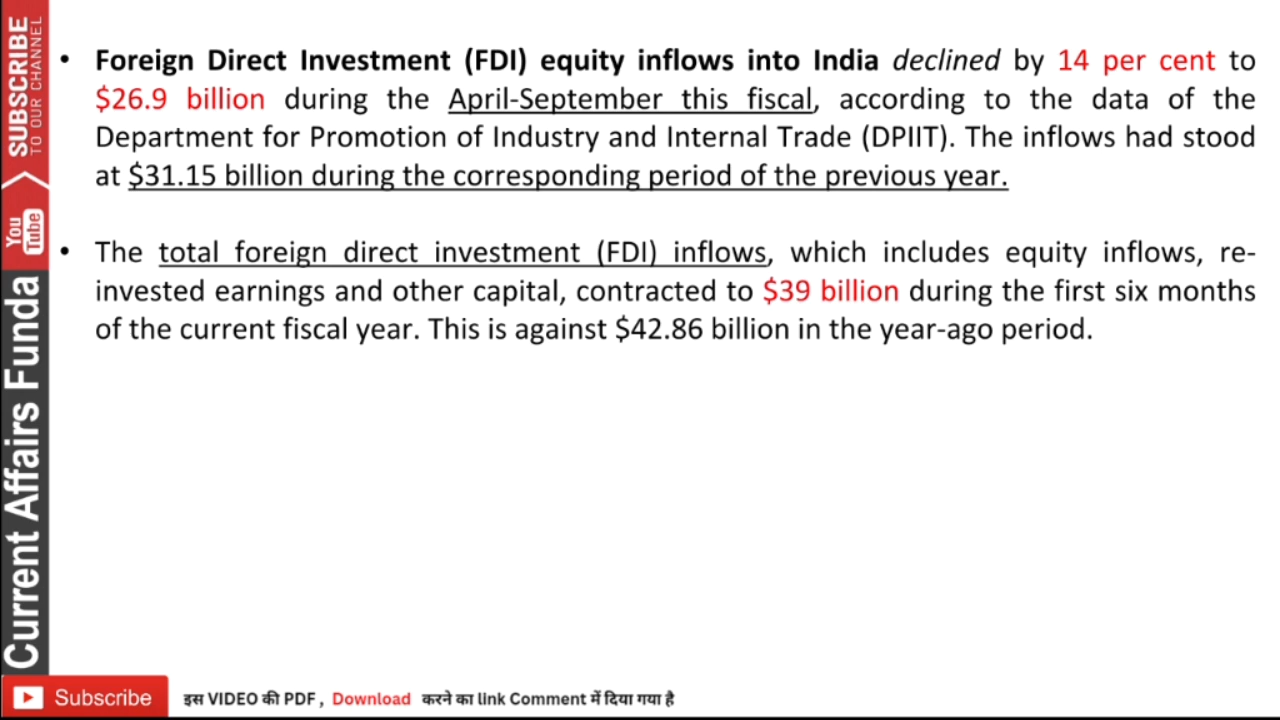 • Foreign Direct Investment (FDI) equity inflows into India declined by 14 per cent to
$26.9 billion during the April-September this fiscal, according to the data of the
Department for Promotion of Industry and Internal Trade (DPIIT). The inflows had stood
at $31.15 billion during the corresponding period of the previous year.
• The total foreign direct investment (FDI) inflows, which includes equity inflows, re-
invested earnings and other capital, contracted to $39 billion during the first six months
of the current fiscal year. This is against $42.86 billion in the year-ago period.
SUBSCRIBE
TO OUR CHANNEL
You
Tube
Current Affairs Funda
Subscribe
इस VIDEO की PDF , Download करने का link Comment में दिया गया है